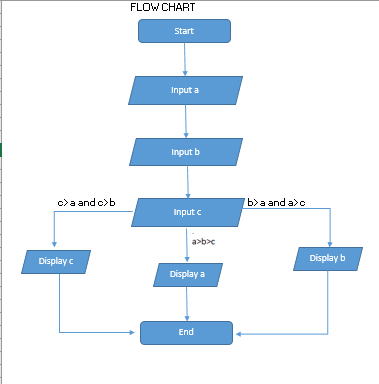 FLOW CHART
Start
Input a
Input b
c>a and c>b
Input c
b>a and a>c
a>b>c
Display c
Display a
Display b
End